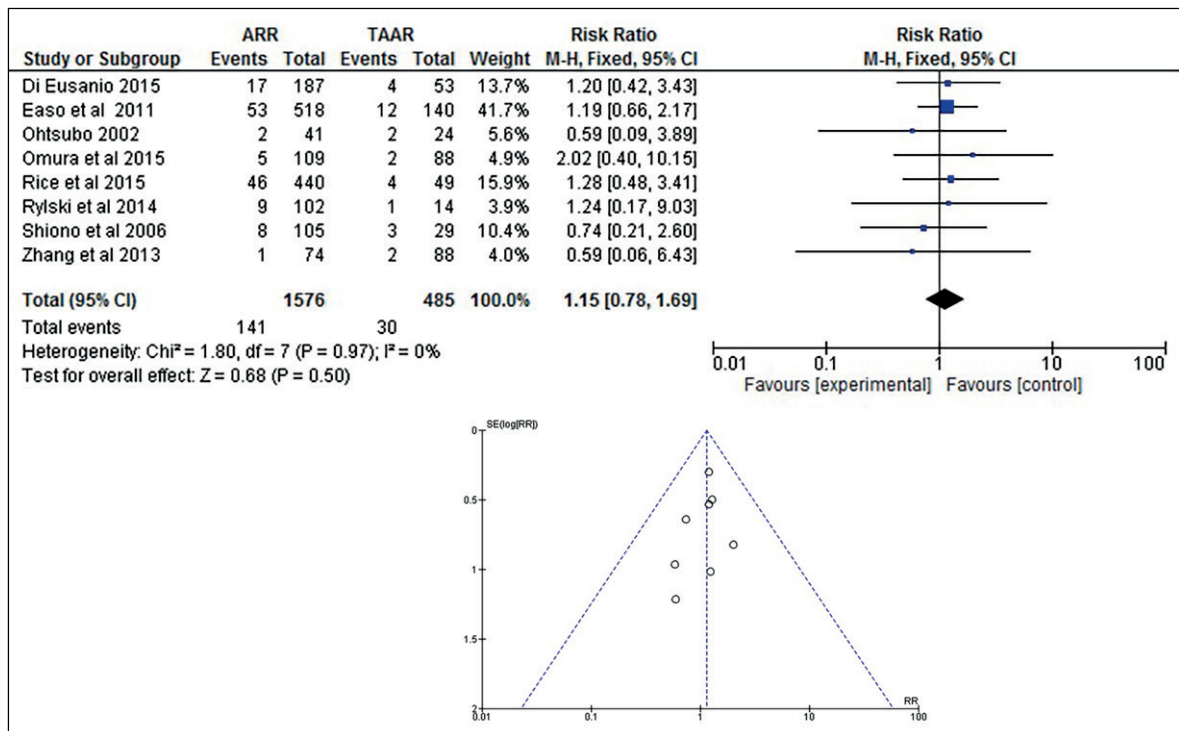 ARR TAAR Risk Ratio Risk Ratio
Study or Subgroup Events Total Events Total Weight M-H, Fixed, 95% CI M-H, Fixed, 95% CI
Di Eusanio 2015 17 187 4 53 13.7% 1.20 [0.42, 3.43]
Easo et al 2011 53 518 12 140 41.7% 1.19 [0.66, 2.17]
Ohtsubo 2002 2 41 2 24 5.6% 0.59 [0.09, 3.89]
Omura et al 2015 5 109 2 88 4.9% 2.02 [0.40, 10.15]
Rice et al 2015 46 440 4 49 15.9% 1.28 [0.48, 3.41]
Rylski et al 2014 9 102 1 14 3.9% 1.24 [0.17, 9.03]
Shiono et al 2006 8 105 3 29 10.4% 0.74 [0.21, 2.60]
Zhang et al 2013 1 74 2 88 4.0% 0.59 [0.06, 6.43]
Total (95% CI) 1576 485 100.0% 1.15 [0.78, 1.69]
Total events 141 30
Heterogeneity: Chi² = 1.80, df = 7 (P = 0.97); I² = 0%
Test for overall effect: Z = 0.68 (P = 0.50)
0.01 0.1 1 10 100
Favours [experimental] Favours [control]
SE(log[RR])
0
0.5
1
1.5
2
RR
0.01 0.1 1 10 100